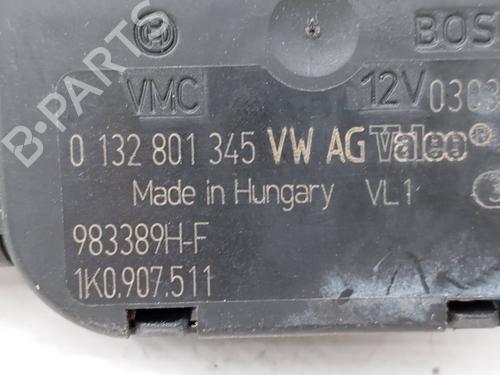 BOS
VMC 12V 0303
0 132 801 345 VW AG Valeo®
Made in Hungary VL1
983389H-F
1K0.907.511
B-PARTS